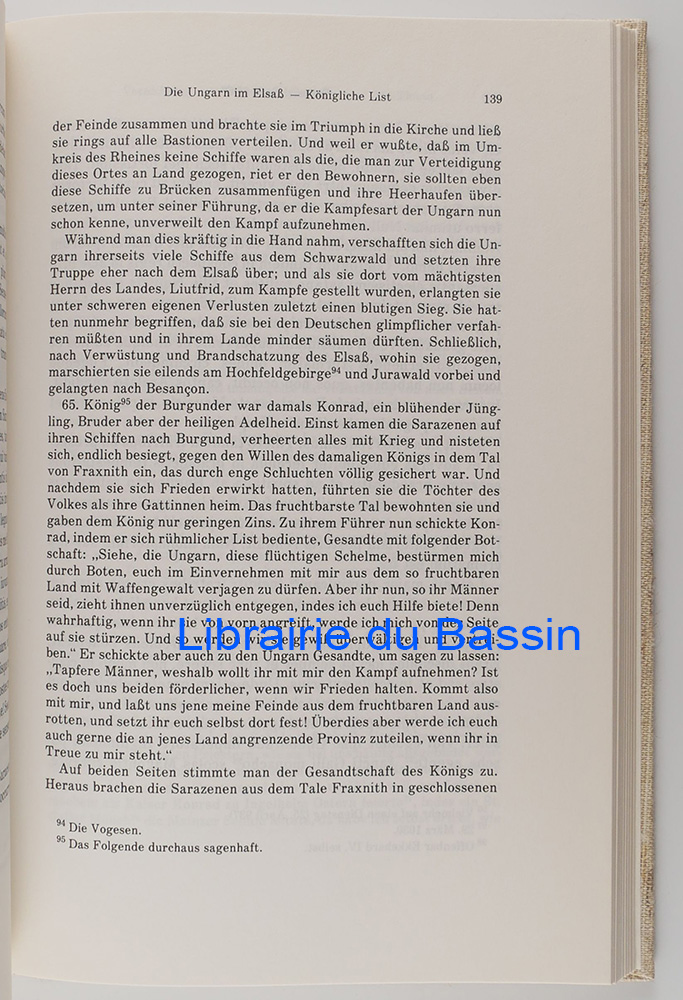 Die Ungarn im Elsaß — Königliche List 139
der Feinde zusammen und brachte sie im Triumph in die Kirche und ließ
sie rings auf alle Bastionen verteilen. Und weil er wußte, daß im Um-
kreis des Rheines keine Schiffe waren als die, die man zur Verteidigung
dieses Ortes an Land gezogen, riet er den Bewohnern, sie sollten eben
diese Schiffe zu Brücken zusammenfügen und ihre Heerhaufen über-
setzen, um unter seiner Führung, da er die Kampfesart der Ungarn nun
schon kenne, unverweilt den Kampf aufzunehmen.
Während man dies kräftig in die Hand nahm, verschafften sich die Un-
garn ihrerseits viele Schiffe aus dem Schwarzwald und setzten ihre
Truppe eher nach dem Elsaß über; und als sie dort vom mächtigsten
Herrn des Landes, Liutfrid, zum Kampfe gestellt wurden, erlangten sie
unter schweren eigenen Verlusten zuletzt einen blutigen Sieg. Sie hat-
ten nunmehr begriffen, daß sie bei den Deutschen glimpflicher verfah-
ren müßten und in ihrem Lande minder säumen dürften. Schließlich,
nach Verwüstung und Brandschatzung des Elsaß, wohin sie gezogen,
marschierten sie eilends am Hochfeldgebirge⁹⁴ und Jurawald vorbei und
gelangten nach Besançon.
65. König⁹⁵ der Burgunder war damals Konrad, ein blühender Jüng-
ling, Bruder aber der heiligen Adelheid. Einst kamen die Sarazenen auf
ihren Schiffen nach Burgund, verheerten alles mit Krieg und nisteten
sich, endlich besiegt, gegen den Willen des damaligen Königs in dem Tal
von Fraxnith ein, das durch enge Schluchten völlig gesichert war. Und
nachdem sie sich Frieden erwirkt hatten, führten sie die Töchter des
Volkes als ihre Gattinnen heim. Das fruchtbarste Tal bewohnten sie und
gaben dem König nur geringen Zins. Zu ihrem Führer nun schickte Kon-
rad, indem er sich rühmlicher List bediente, Gesandte mit folgender Bot-
schaft: „Siehe, die Ungarn, diese flüchtigen Schelme, bestürmen mich
durch Boten, euch im Einvernehmen mit mir aus dem so fruchtbaren
Land mit Waffengewalt verjagen zu dürfen. Aber ihr nun, so ihr Männer
seid, zieht ihnen unverzüglich entgegen, indes ich euch Hilfe biete! Denn
wahrhaftig, wenn ihr sie von vorn angreift, werde ich mich von der Seite
auf sie stürzen. Und so werden wir sie gewiß überwältigen und vertrei-
ben.“ Er schickte aber auch zu den Ungarn Gesandte, um sagen zu lassen:
„Tapfere Männer, weshalb wollt ihr mit mir den Kampf aufnehmen? Ist
es doch uns beiden förderlicher, wenn wir Frieden halten. Kommt also
mit mir, und laßt uns jene meine Feinde aus dem fruchtbaren Land aus-
rotten, und setzt ihr euch selbst dort fest! Überdies aber werde ich euch
auch gerne die an jenes Land angrenzende Provinz zuteilen, wenn ihr in
Treue zu mir steht.“
Auf beiden Seiten stimmte man der Gesandtschaft des Königs zu.
Heraus brachen die Sarazenen aus dem Tale Fraxnith in geschlossenen
⁹⁴ Die Vogesen.
⁹⁵ Das Folgende durchaus sagenhaft.
Librairie du Bassin